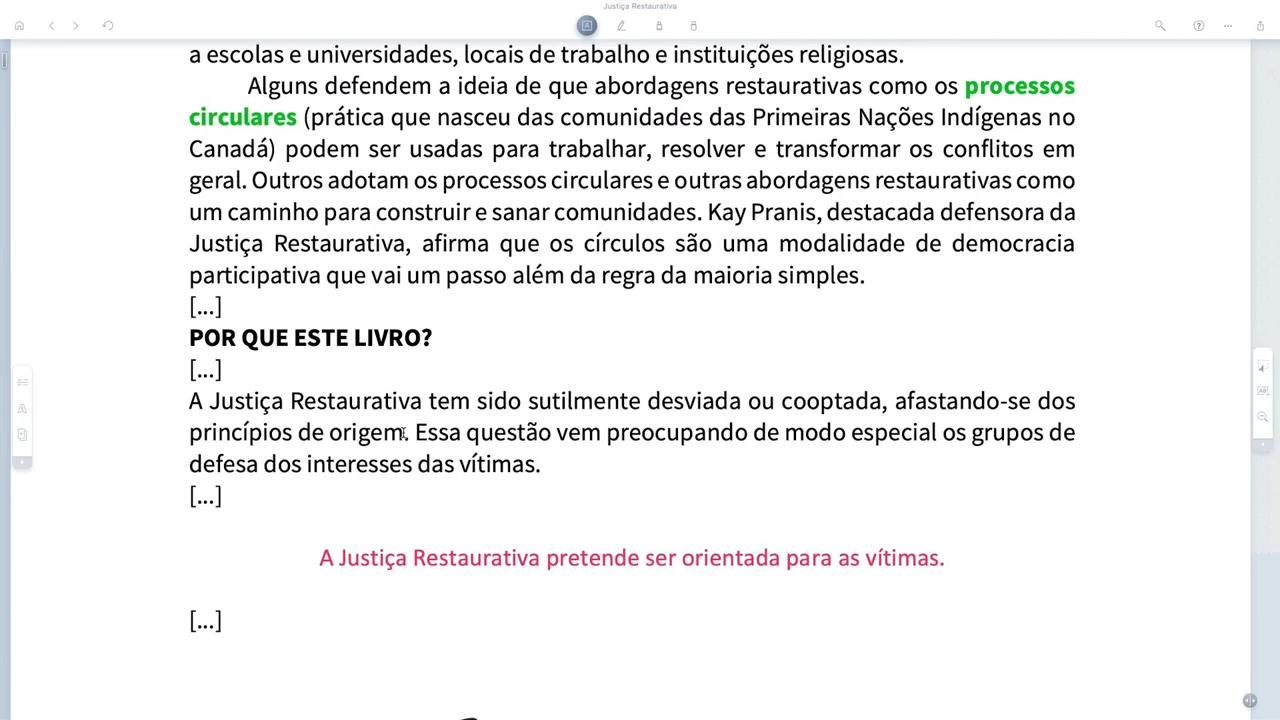 Justiça Restaurativa
a escolas e universidades, locais de trabalho e instituições religiosas.
Alguns defendem a ideia de que abordagens restaurativas como os processos
circulares (prática que nasceu das comunidades das Primeiras Nações Indígenas no
Canadá) podem ser usadas para trabalhar, resolver e transformar os conflitos em
geral. Outros adotam os processos circulares e outras abordagens restaurativas como
um caminho para construir e sanar comunidades. Kay Pranis, destacada defensora da
Justiça Restaurativa, afirma que os círculos são uma modalidade de democracia
participativa que vai um passo além da regra da maioria simples.
[...]
POR QUE ESTE LIVRO?
[...]
A Justiça Restaurativa tem sido sutilmente desviada ou cooptada, afastando-se dos
princípios de origem. Essa questão vem preocupando de modo especial os grupos de
defesa dos interesses das vítimas.
[...]
A Justiça Restaurativa pretende ser orientada para as vítimas.
[...]